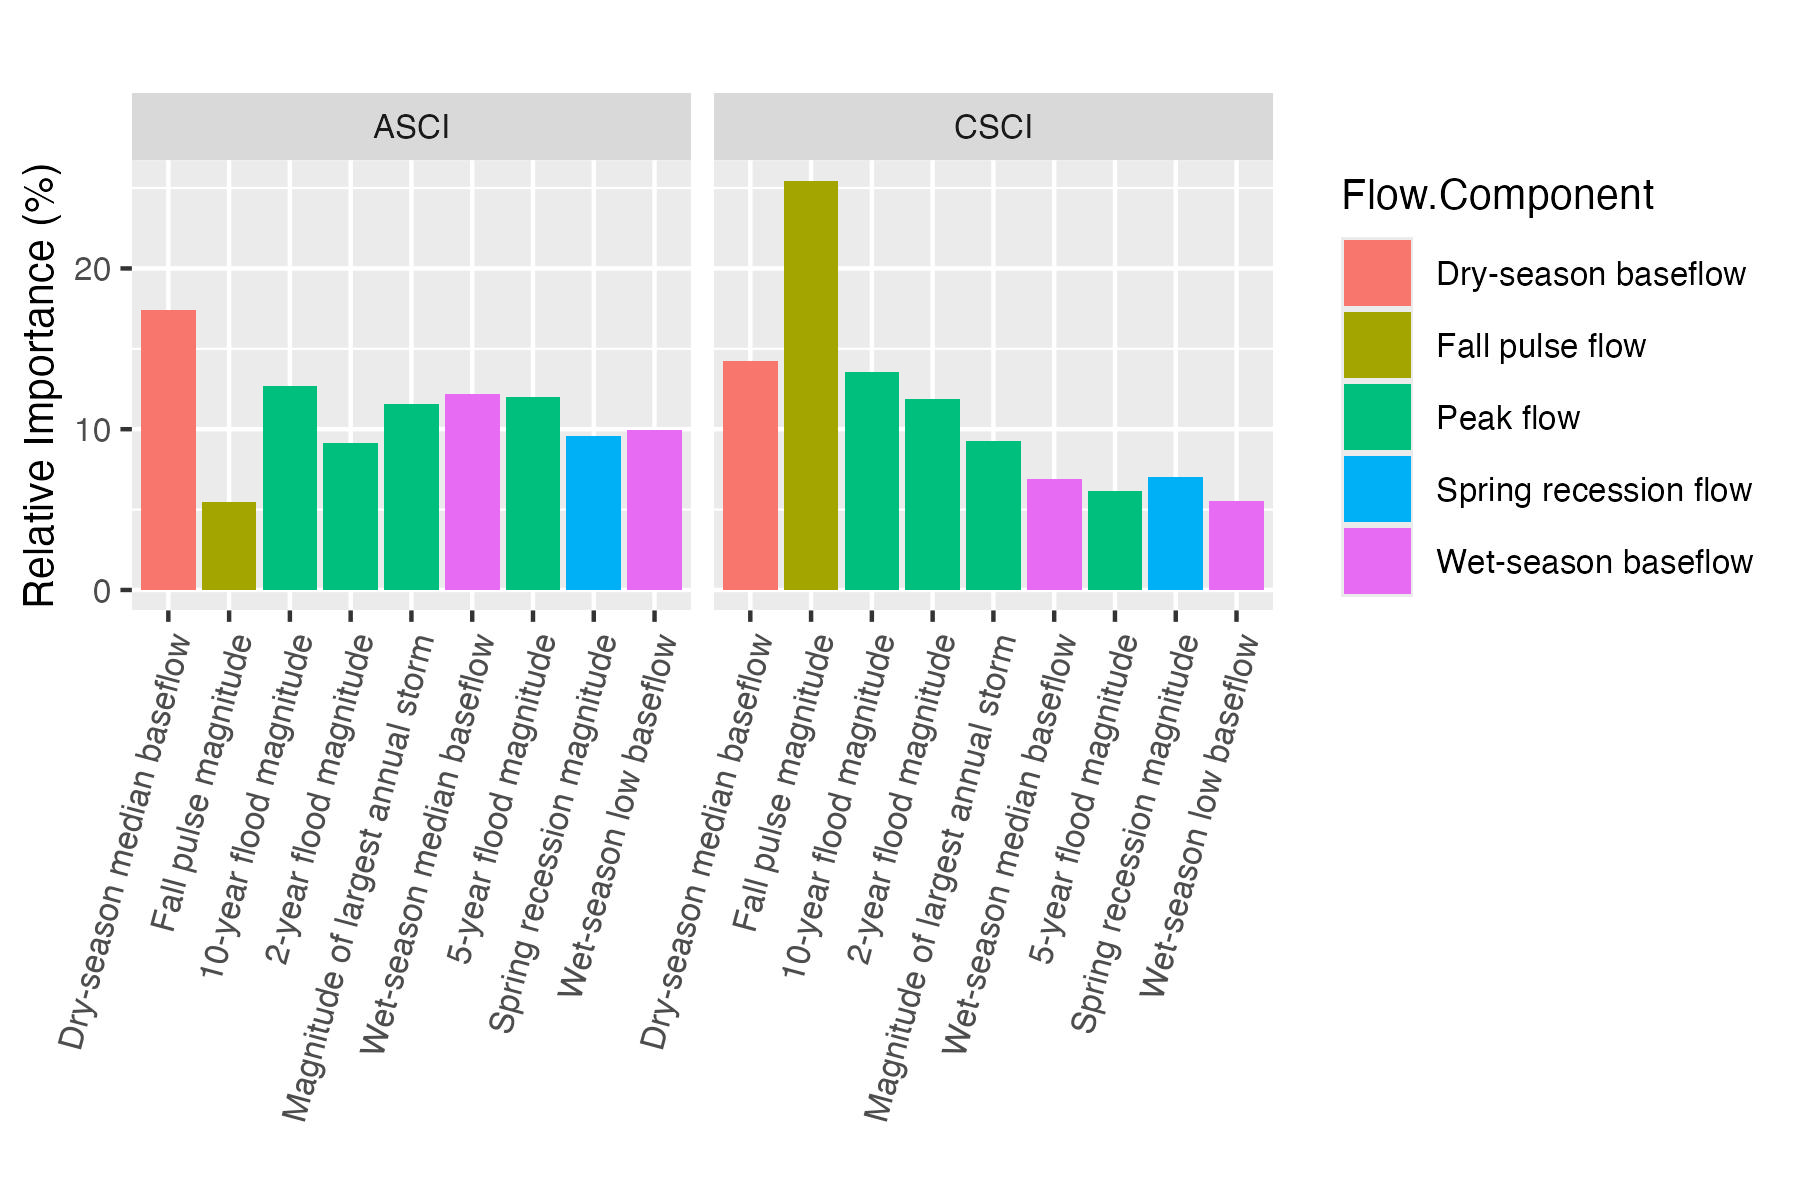 ASCI
CSCI
Relative Importance (%)
20
10
0
Dry-season median baseflow
Fall pulse magnitude
10-year flood magnitude
2-year flood magnitude
Magnitude of largest annual storm
Wet-season median baseflow
5-year flood magnitude
Spring recession magnitude
Wet-season low baseflow
Dry-season median baseflow
Fall pulse magnitude
10-year flood magnitude
2-year flood magnitude
Magnitude of largest annual storm
Wet-season median baseflow
5-year flood magnitude
Spring recession magnitude
Wet-season low baseflow
Flow.Component
Dry-season baseflow
Fall pulse flow
Peak flow
Spring recession flow
Wet-season baseflow